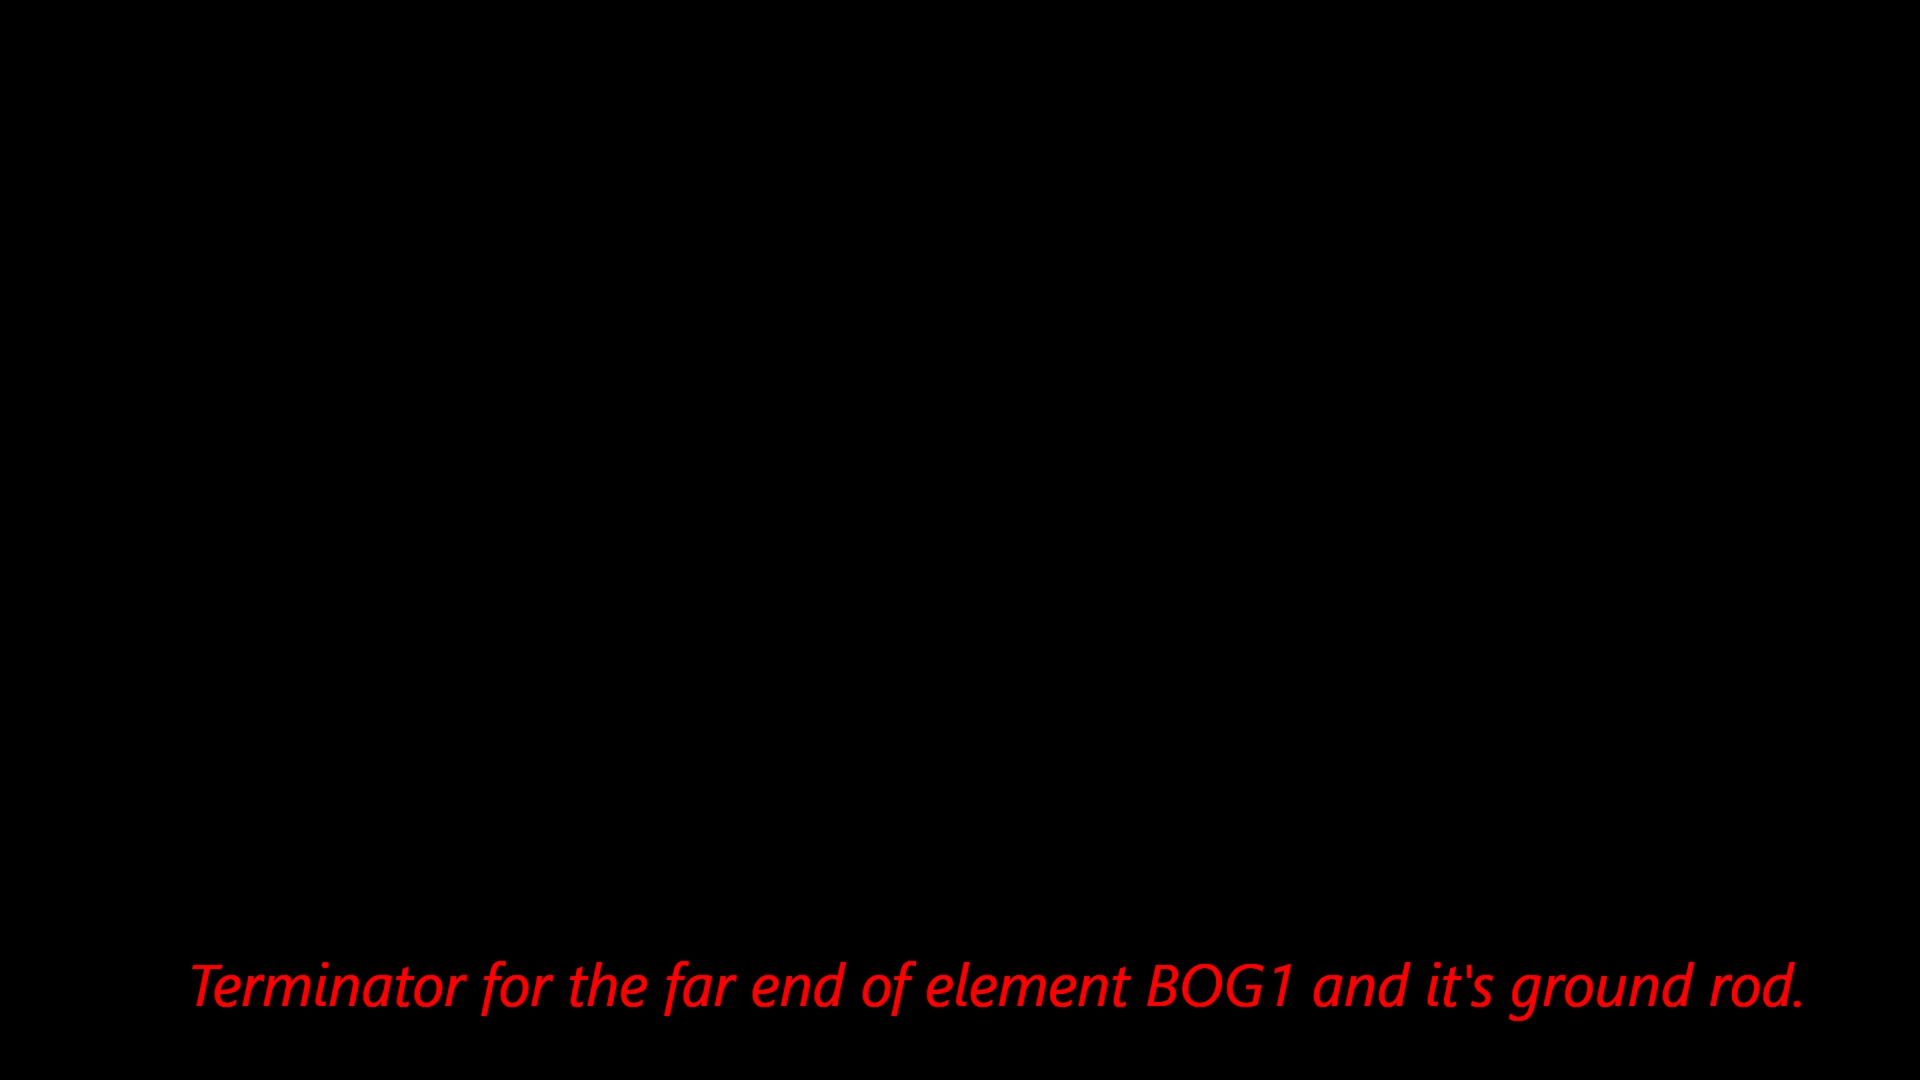 Terminator for the far end of element BOG1 and it's ground rod.